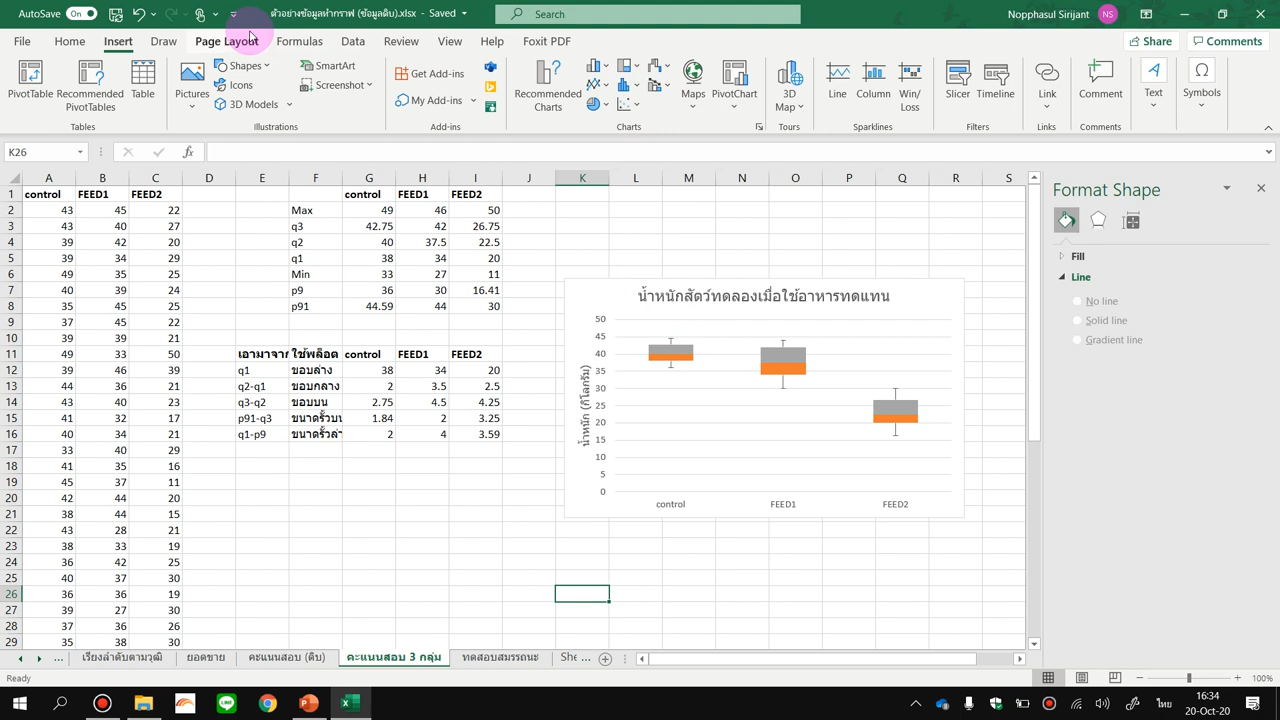 AutoSave On ตัวอย่างข้อมูลทำกราฟ (ข้อมูลดิบ).xlsx - Saved Search Nopphasul Sirijant NS
File Home Insert Draw Page Layout Formulas Data Review View Help Foxit PDF Share Comments
PivotTable Recommended PivotTables Table Pictures Shapes Icons 3D Models SmartArt Screenshot Get Add-ins My Add-ins Recommended Charts Maps PivotChart 3D Map Line Column Win/Loss Slicer Timeline Link Comment Text Symbols
Tables Illustrations Add-ins Charts Tours Sparklines Filters Links Comments
K26 fx
A B C D E F G H I J K L M N O P Q R S
1 control FEED1 FEED2 control FEED1 FEED2
2 43 45 22 Max 49 46 50
3 43 40 27 q3 42.75 42 26.75
4 39 42 20 q2 40 37.5 22.5
5 39 34 29 q1 38 34 20
6 49 35 25 Min 33 27 11
7 40 39 24 p9 36 30 16.41
8 35 45 25 p91 44.59 44 30
9 37 45 22
10 39 39 21
11 49 33 50 เอามาจาก ใช้พล็อต control FEED1 FEED2
12 39 46 39 q1 ขอบล่าง 38 34 20
13 44 36 21 q2-q1 ขอบกลาง 2 3.5 2.5
14 43 40 23 q3-q2 ขอบบน 2.75 4.5 4.25
15 41 32 17 p91-q3 ขนาดรั้วบน 1.84 2 3.25
16 40 34 21 q1-p9 ขนาดรั้วล่า 2 4 3.59
17 33 40 29
18 41 35 16
19 45 37 11
20 42 44 20
21 38 44 15
22 43 28 21
23 38 33 19
24 36 42 25
25 40 37 30
26 36 36 19
27 39 27 30
28 37 36 26
29 35 38 30
น้ำหนักสัตว์ทดลองเมื่อใช้อาหารทดแทน
น้ำหนัก (กิโลกรัม)
50
45
40
35
30
25
20
15
10
5
0
control FEED1 FEED2
Format Shape
Fill
Line
No line
Solid line
Gradient line
... เรียงลำดับตามวุฒิ ยอดขาย คะแนนสอบ (ดิบ) คะแนนสอบ 3 กลุ่ม ทดสอบสมรรถนะ She ...
Ready 100%
ไทย 16:34
20-Oct-20